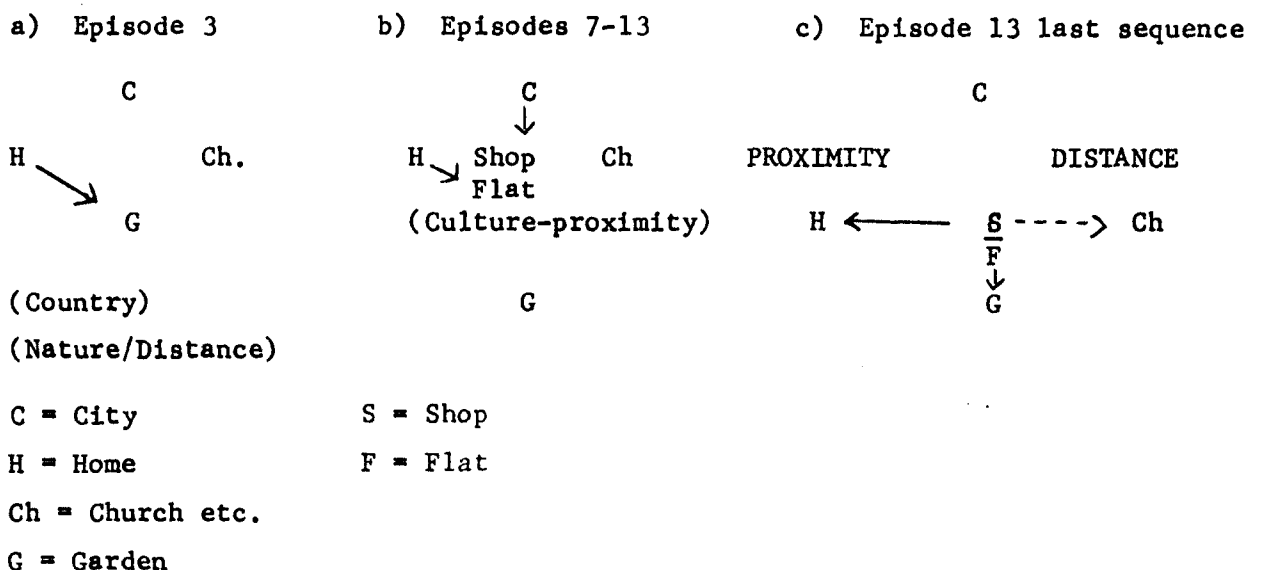 a) Episode 3 b) Episodes 7-13 c) Episode 13 last sequence
C C C
H Ch. H Shop Ch PROXIMITY DISTANCE
Flat
G (Culture-proximity) H S Ch
F
(Country) G G
(Nature/Distance)
C = City S = Shop
H = Home F = Flat
Ch = Church etc.
G = Garden